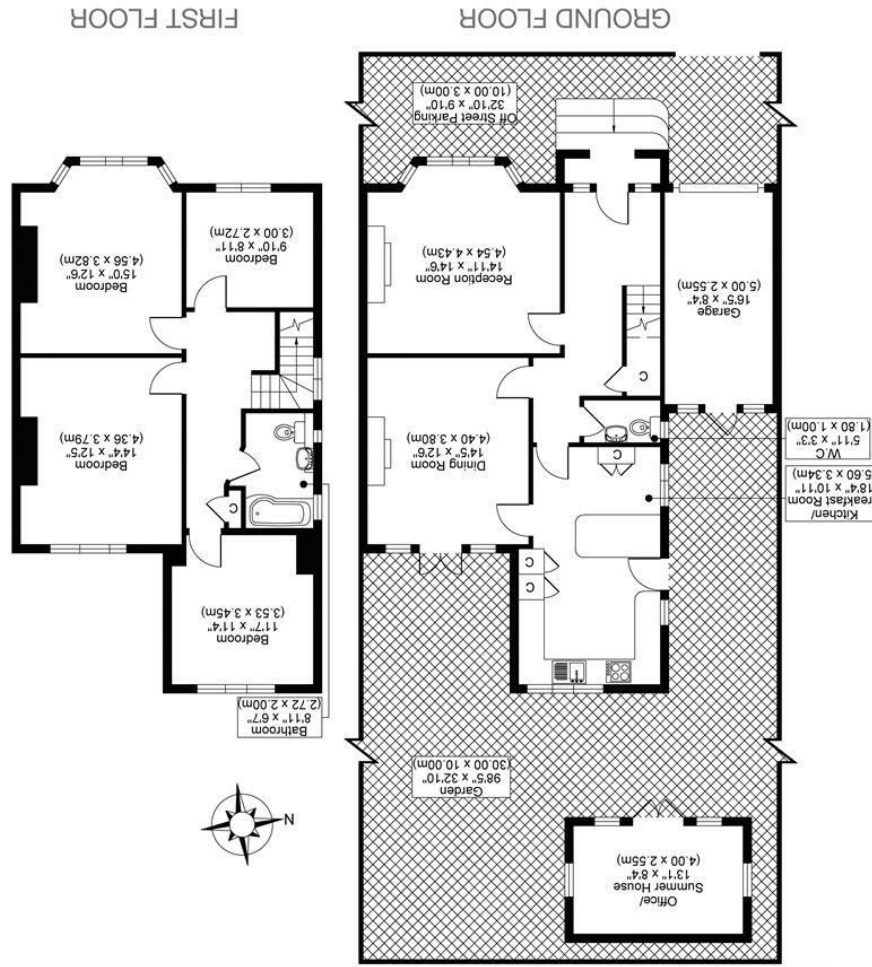 GROUND FLOOR
Off Street Parking
32'10" x 9'10"
(10.00 x 3.00m)
Garage
16'5" x 8'4"
(5.00 x 2.55m)
Reception Room
14'11" x 14'6"
(4.54 x 4.43m)
C
W.C
5'11" x 3'3"
(1.80 x 1.00m)
Kitchen/
reakfast Room
18'4" x 10'11"
5.60 x 3.34m)
C
Dining Room
14'5" x 12'6"
(4.40 x 3.80m)
C
C
Garden
98'5" x 32'10"
(30.00 x 10.00m)
Office/
Summer House
13'1" x 8'4"
(4.00 x 2.55m)
FIRST FLOOR
Bedroom
9'10" x 8'11"
(3.00 x 2.72m)
Bedroom
15'0" x 12'6"
(4.56 x 3.82m)
Bedroom
14'4" x 12'5"
(4.36 x 3.79m)
C
Bedroom
11'7" x 11'4"
(3.53 x 3.45m)
Bathroom
8'11" x 6'7"
(2.72 x 2.00m)
N